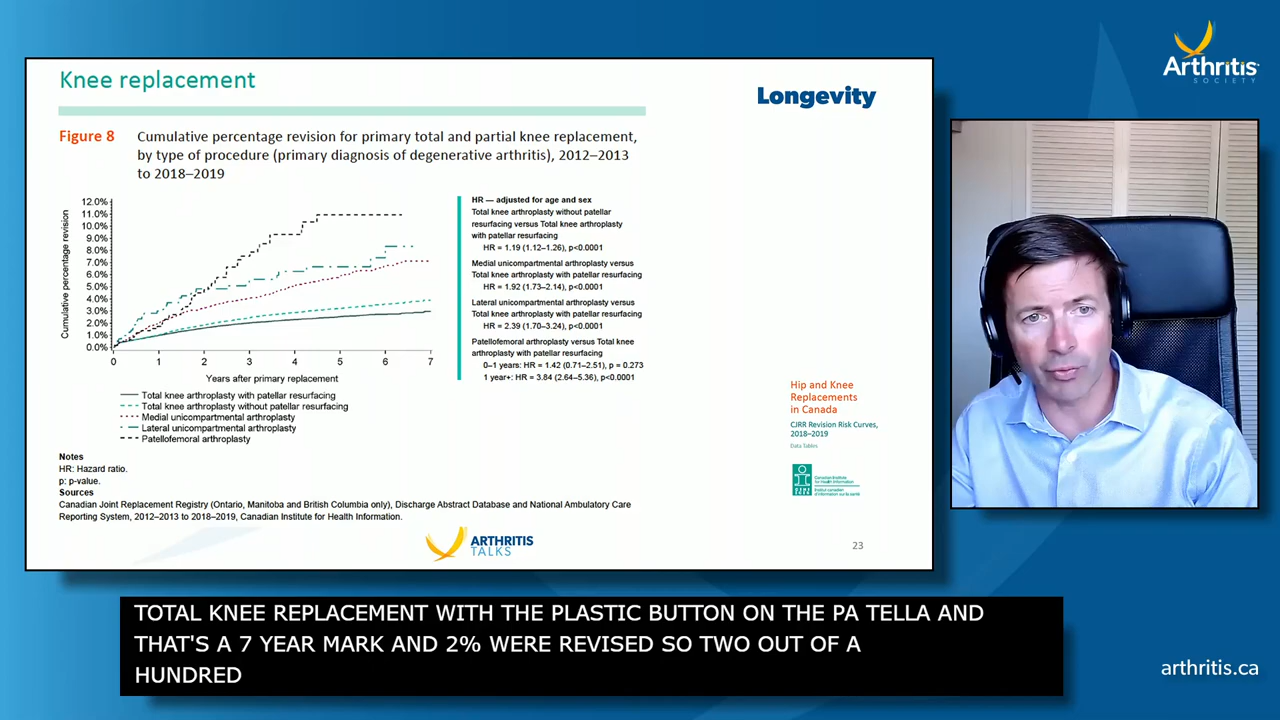 Knee replacement
Longevity
Figure 8
Cumulative percentage revision for primary total and partial knee replacement,
by type of procedure (primary diagnosis of degenerative arthritis), 2012–2013
to 2018–2019
Cumulative percentage revision
12.0%
11.0%
10.0%
9.0%
8.0%
7.0%
6.0%
5.0%
4.0%
3.0%
2.0%
1.0%
0.0%
0 1 2 3 4 5 6 7
Years after primary replacement
Total knee arthroplasty with patellar resurfacing
Total knee arthroplasty without patellar resurfacing
Medial unicompartmental arthroplasty
Lateral unicompartmental arthroplasty
Patellofemoral arthroplasty
HR — adjusted for age and sex
Total knee arthroplasty without patellar
resurfacing versus Total knee arthroplasty
with patellar resurfacing
HR = 1.19 (1.12–1.26), p<0.0001
Medial unicompartmental arthroplasty versus
Total knee arthroplasty with patellar resurfacing
HR = 1.92 (1.73–2.14), p<0.0001
Lateral unicompartmental arthroplasty versus
Total knee arthroplasty with patellar resurfacing
HR = 2.39 (1.70–3.24), p<0.0001
Patellofemoral arthroplasty versus Total knee
arthroplasty with patellar resurfacing
0–1 years: HR = 1.42 (0.71–2.51), p = 0.273
1 year+: HR = 3.84 (2.64–5.36), p<0.0001
Notes
HR: Hazard ratio.
p: p-value.
Sources
Canadian Joint Replacement Registry (Ontario, Manitoba and British Columbia only), Discharge Abstract Database and National Ambulatory Care
Reporting System, 2012–2013 to 2018–2019, Canadian Institute for Health Information.
Hip and Knee
Replacements
in Canada
CJRR Revision Risk Curves,
2018–2019
Data Tables
Canadian Institute
for Health Information
Institut canadien
d'information sur la santé
ARTHRITIS
TALKS
23
Arthritis
SOCIETY
TOTAL KNEE REPLACEMENT WITH THE PLASTIC BUTTON ON THE PA TELLA AND
THAT'S A 7 YEAR MARK AND 2% WERE REVISED SO TWO OUT OF A
HUNDRED
arthritis.ca